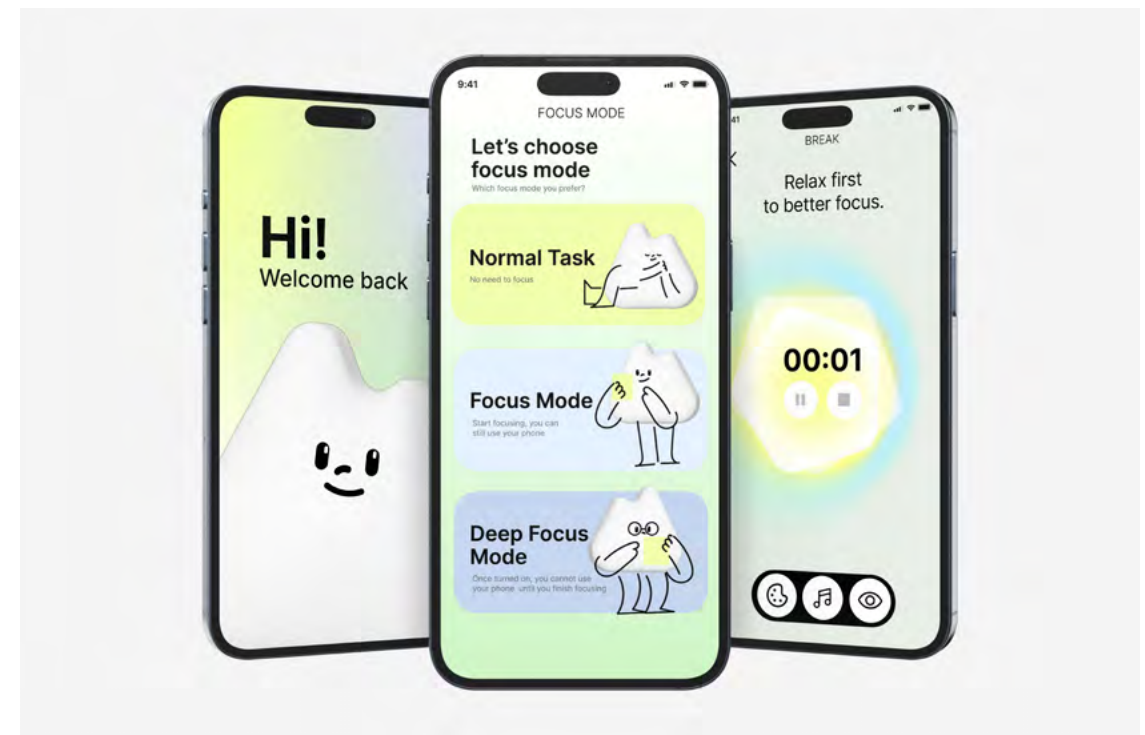 Hi!
Welcome back
9:41
FOCUS MODE
Let's choose
focus mode
Which focus mode you prefer?
Normal Task
No need to focus
Focus Mode
Start focusing, you can
still use your phone
Deep Focus
Mode
Once turned on, you cannot use
your phone until you finish focusing
41
BREAK
Relax first
to better focus.
00:01